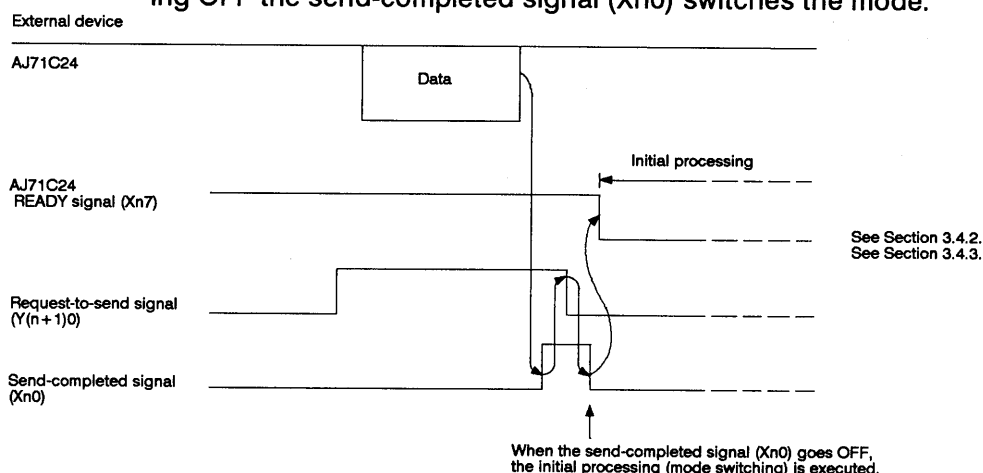 ing OFF the send-completed signal (Xn0) switches the mode.
External device
AJ71C24
Data
Initial processing
AJ71C24
READY signal (Xn7)
See Section 3.4.2.
See Section 3.4.3.
Request-to-send signal
(Y(n+1)0)
Send-completed signal
(Xn0)
When the send-completed signal (Xn0) goes OFF,
the initial processing (mode switching) is executed.